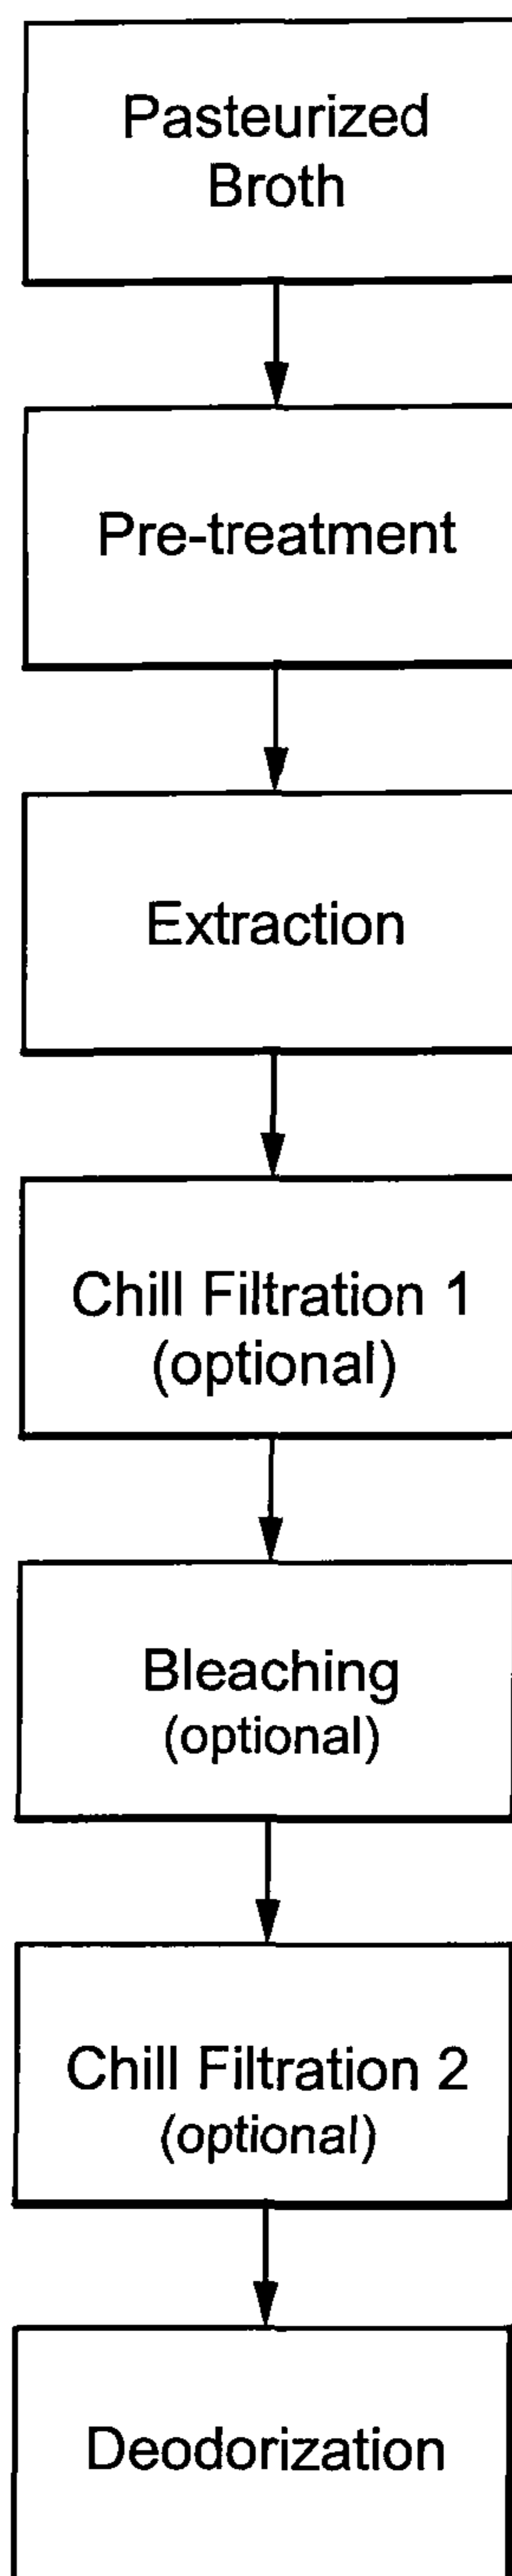 Pasteurized
Broth
Pre-treatment
Extraction
Chill Filtration 1
(optional)
Bleaching
(optional)
Chill Filtration 2
(optional)
Deodorization